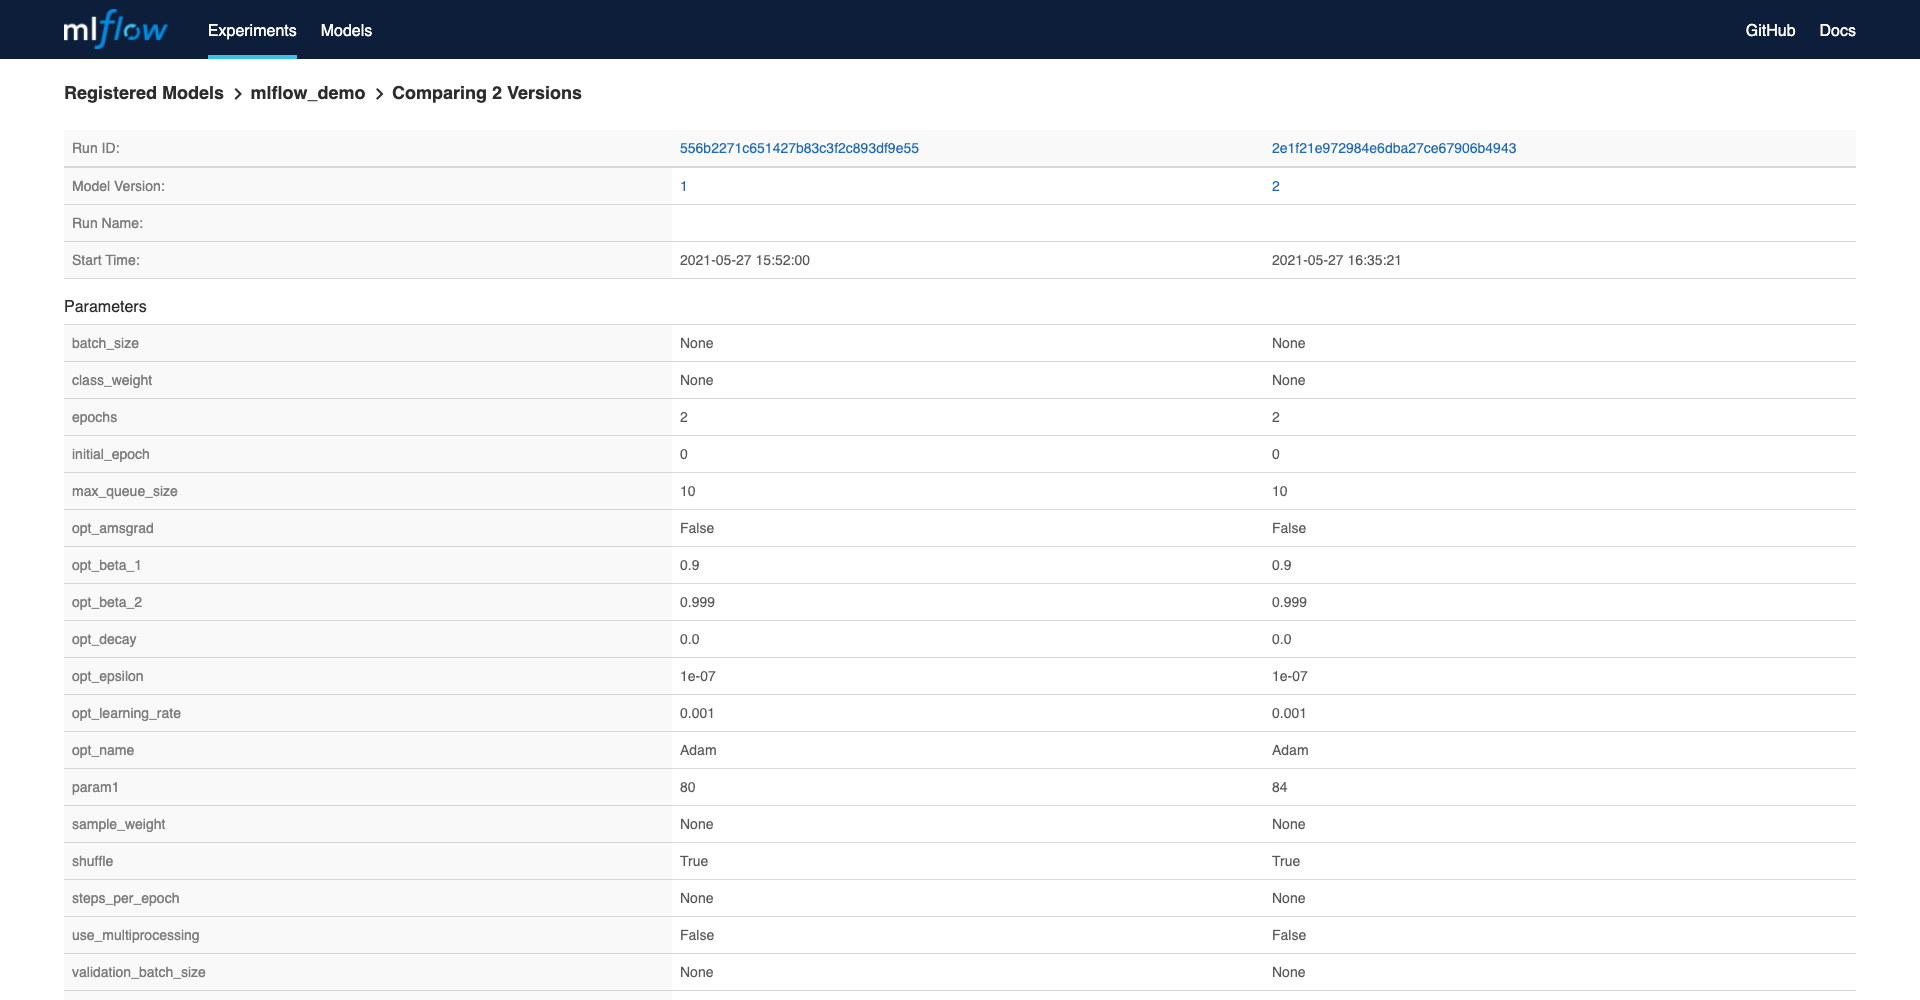 mlflow Experiments Models GitHub Docs
Registered Models > mlflow_demo > Comparing 2 Versions
Run ID: 556b2271c651427b83c3f2c893df9e55 2e1f21e972984e6dba27ce67906b4943
Model Version: 1 2
Run Name:
Start Time: 2021-05-27 15:52:00 2021-05-27 16:35:21
Parameters
batch_size None None
class_weight None None
epochs 2 2
initial_epoch 0 0
max_queue_size 10 10
opt_amsgrad False False
opt_beta_1 0.9 0.9
opt_beta_2 0.999 0.999
opt_decay 0.0 0.0
opt_epsilon 1e-07 1e-07
opt_learning_rate 0.001 0.001
opt_name Adam Adam
param1 80 84
sample_weight None None
shuffle True True
steps_per_epoch None None
use_multiprocessing False False
validation_batch_size None None